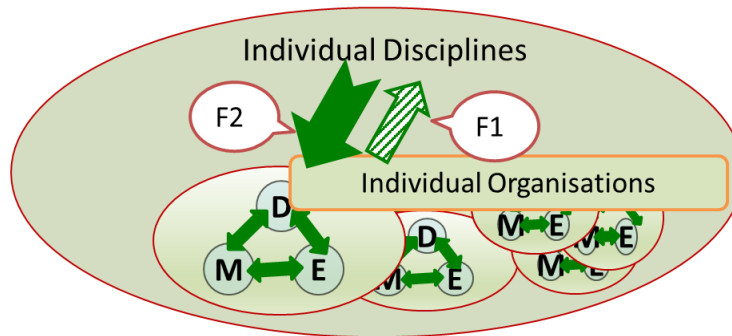 Individual Disciplines
F2
F1
Individual Organisations
D
M E
D
M E
M E
M E
M E